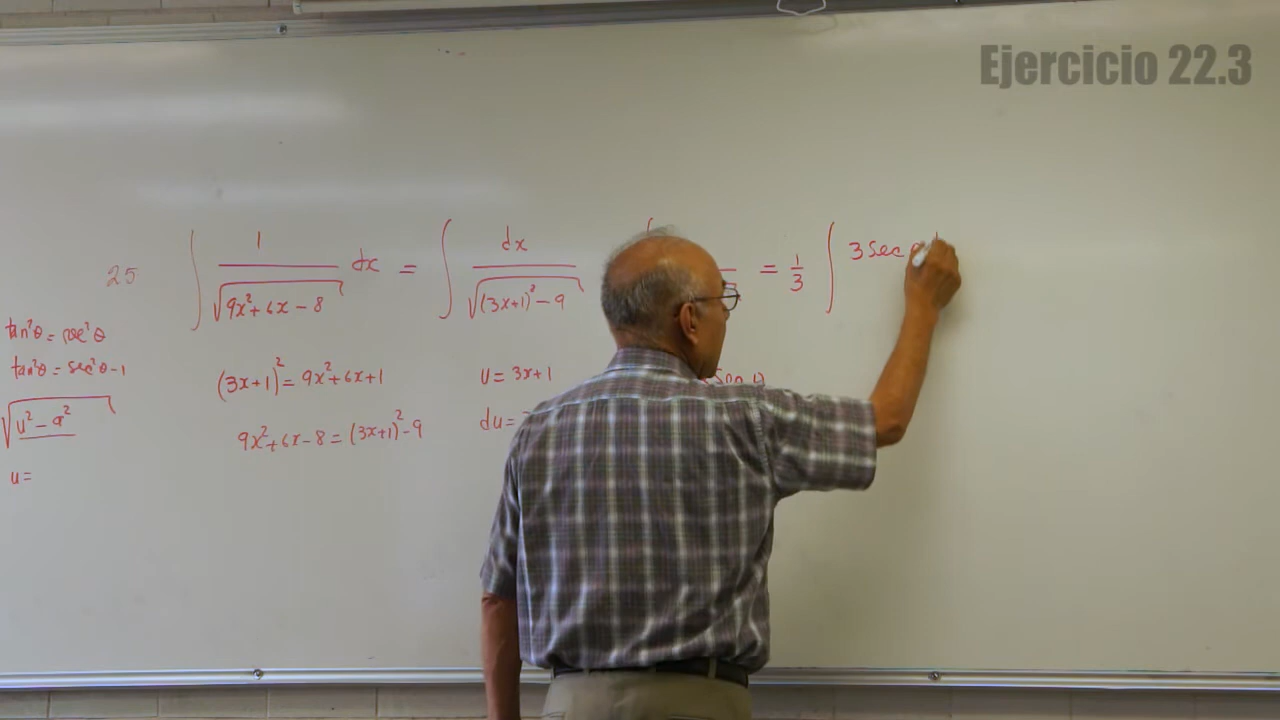 Ejercicio 22.3
25 ∫ 1/√(9x²+6x-8) dx = ∫ dx/√((3x+1)²-9) = 1/3 ∫ 3 sec
tan²θ = sec²θ
tan²θ = sec²θ-1
√(u² - a²)
u=
(3x+1)² = 9x²+6x+1
9x²+6x-8 = (3x+1)²-9
u = 3x+1
du=